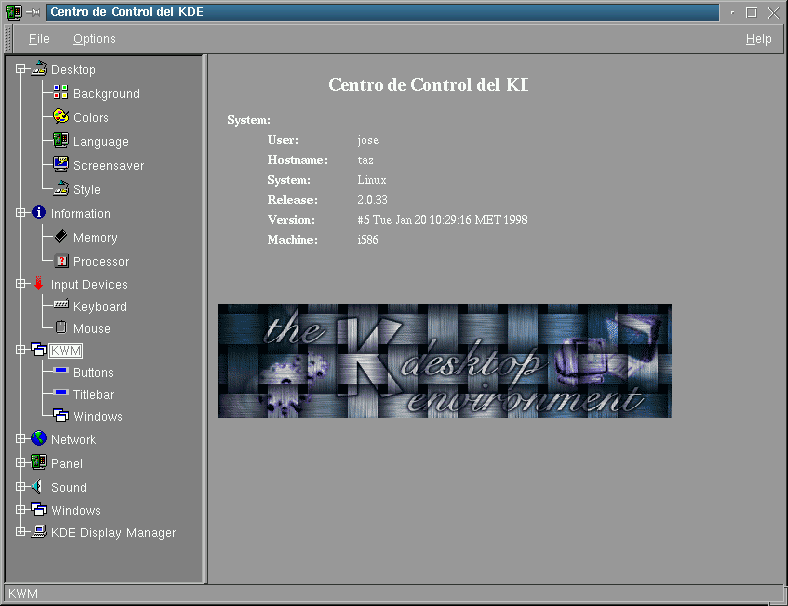 Centro de Control del KDE
File Options Help
Desktop
Background
Colors
Language
Screensaver
Style
Information
Memory
Processor
Input Devices
Keyboard
Mouse
KWM
Buttons
Titlebar
Windows
Network
Panel
Sound
Windows
KDE Display Manager
Centro de Control del KI
System:
User: jose
Hostname: taz
System: Linux
Release: 2.0.33
Version: #5 Tue Jan 20 10:29:16 MET 1998
Machine: i586
the K desktop
environment
KWM